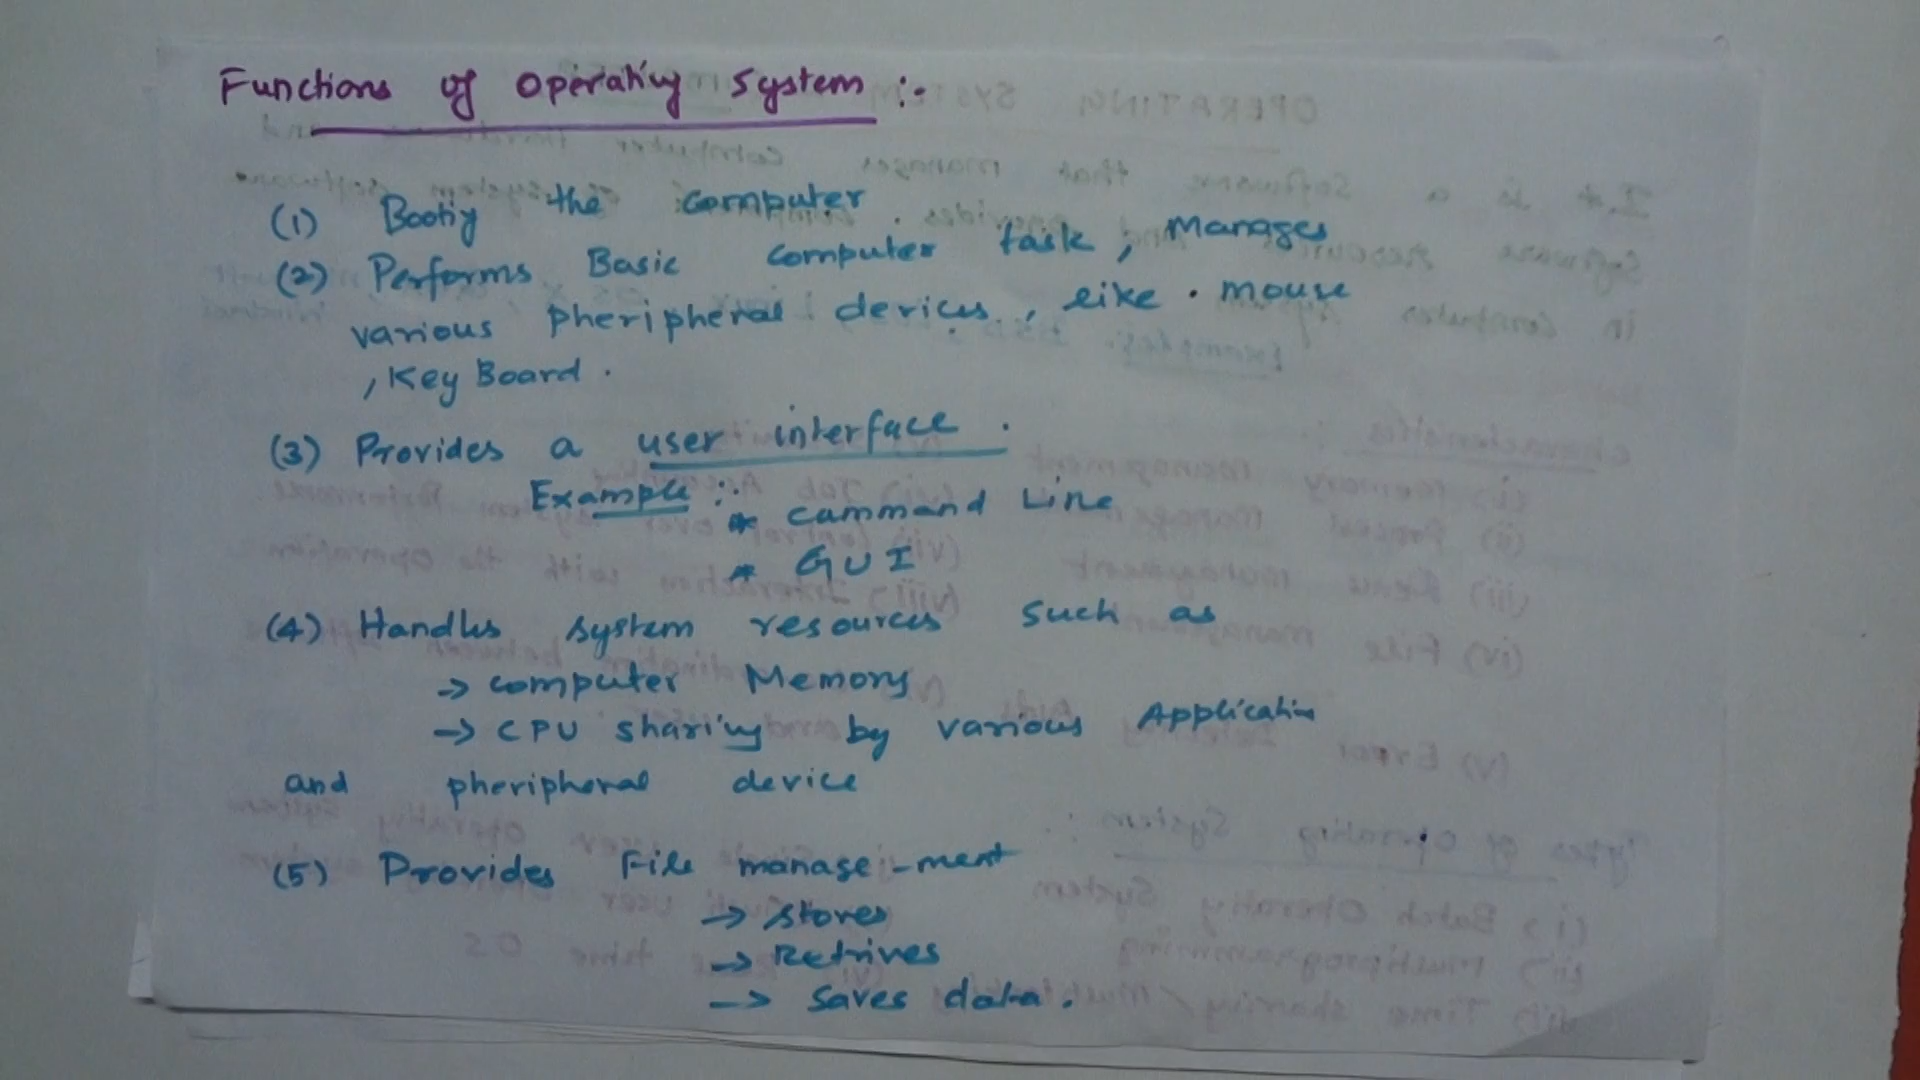 Functions of Operating System :-
(1) Booting the computer.
(2) Performs Basic computer task, Manages
various pheripheral devices, like mouse
, Key Board.
(3) Provides a user interface.
Example :-
* cammand Line
* GUI
(4) Handles system resources such as
→ computer Memory
→ CPU sharing by various Application
and pheripheral device
(5) Provides File manage-ment
→ stores
→ Retrives
→ saves data.